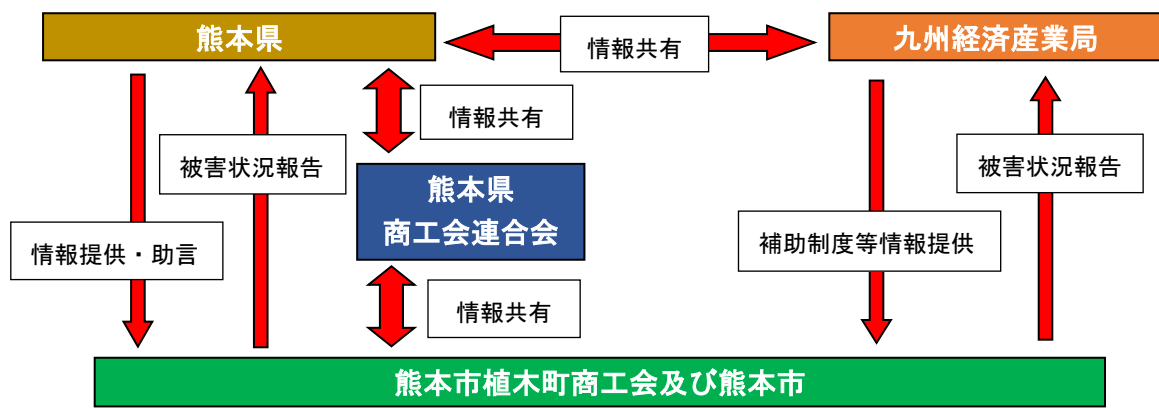 熊本県
九州経済産業局
情報共有
情報共有
被害状況報告
被害状況報告
熊本県
商工会連合会
情報提供・助言
補助制度等情報提供
情報共有
熊本市植木町商工会及び熊本市